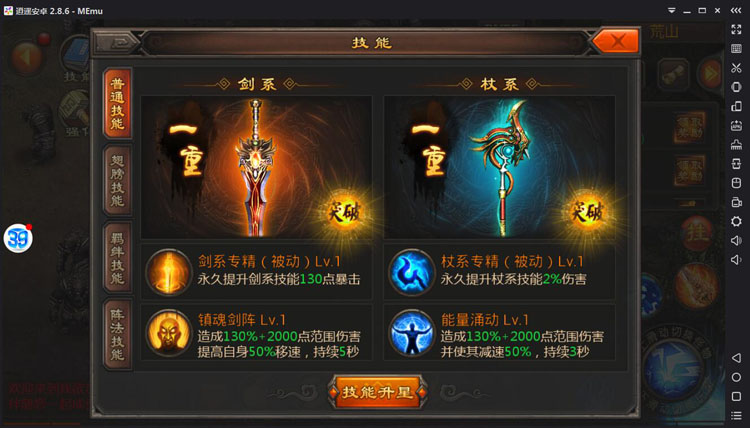 逍遥安卓 2.8.6 - MEmu
荒山
技能
普通技能
翅膀技能
羁绊技能
阵法技能
剑系
一重
突破
杖系
一重
突破
剑系专精（被动）Lv.1
永久提升剑系技能130点暴击
杖系专精（被动）Lv.1
永久提升杖系技能2%伤害
镇魂剑阵 Lv.1
造成130%+2000点范围伤害
提高自身50%移速，持续5秒
能量涌动 Lv.1
造成130%+2000点范围伤害
并使其减速50%，持续3秒
技能升星
39
挂